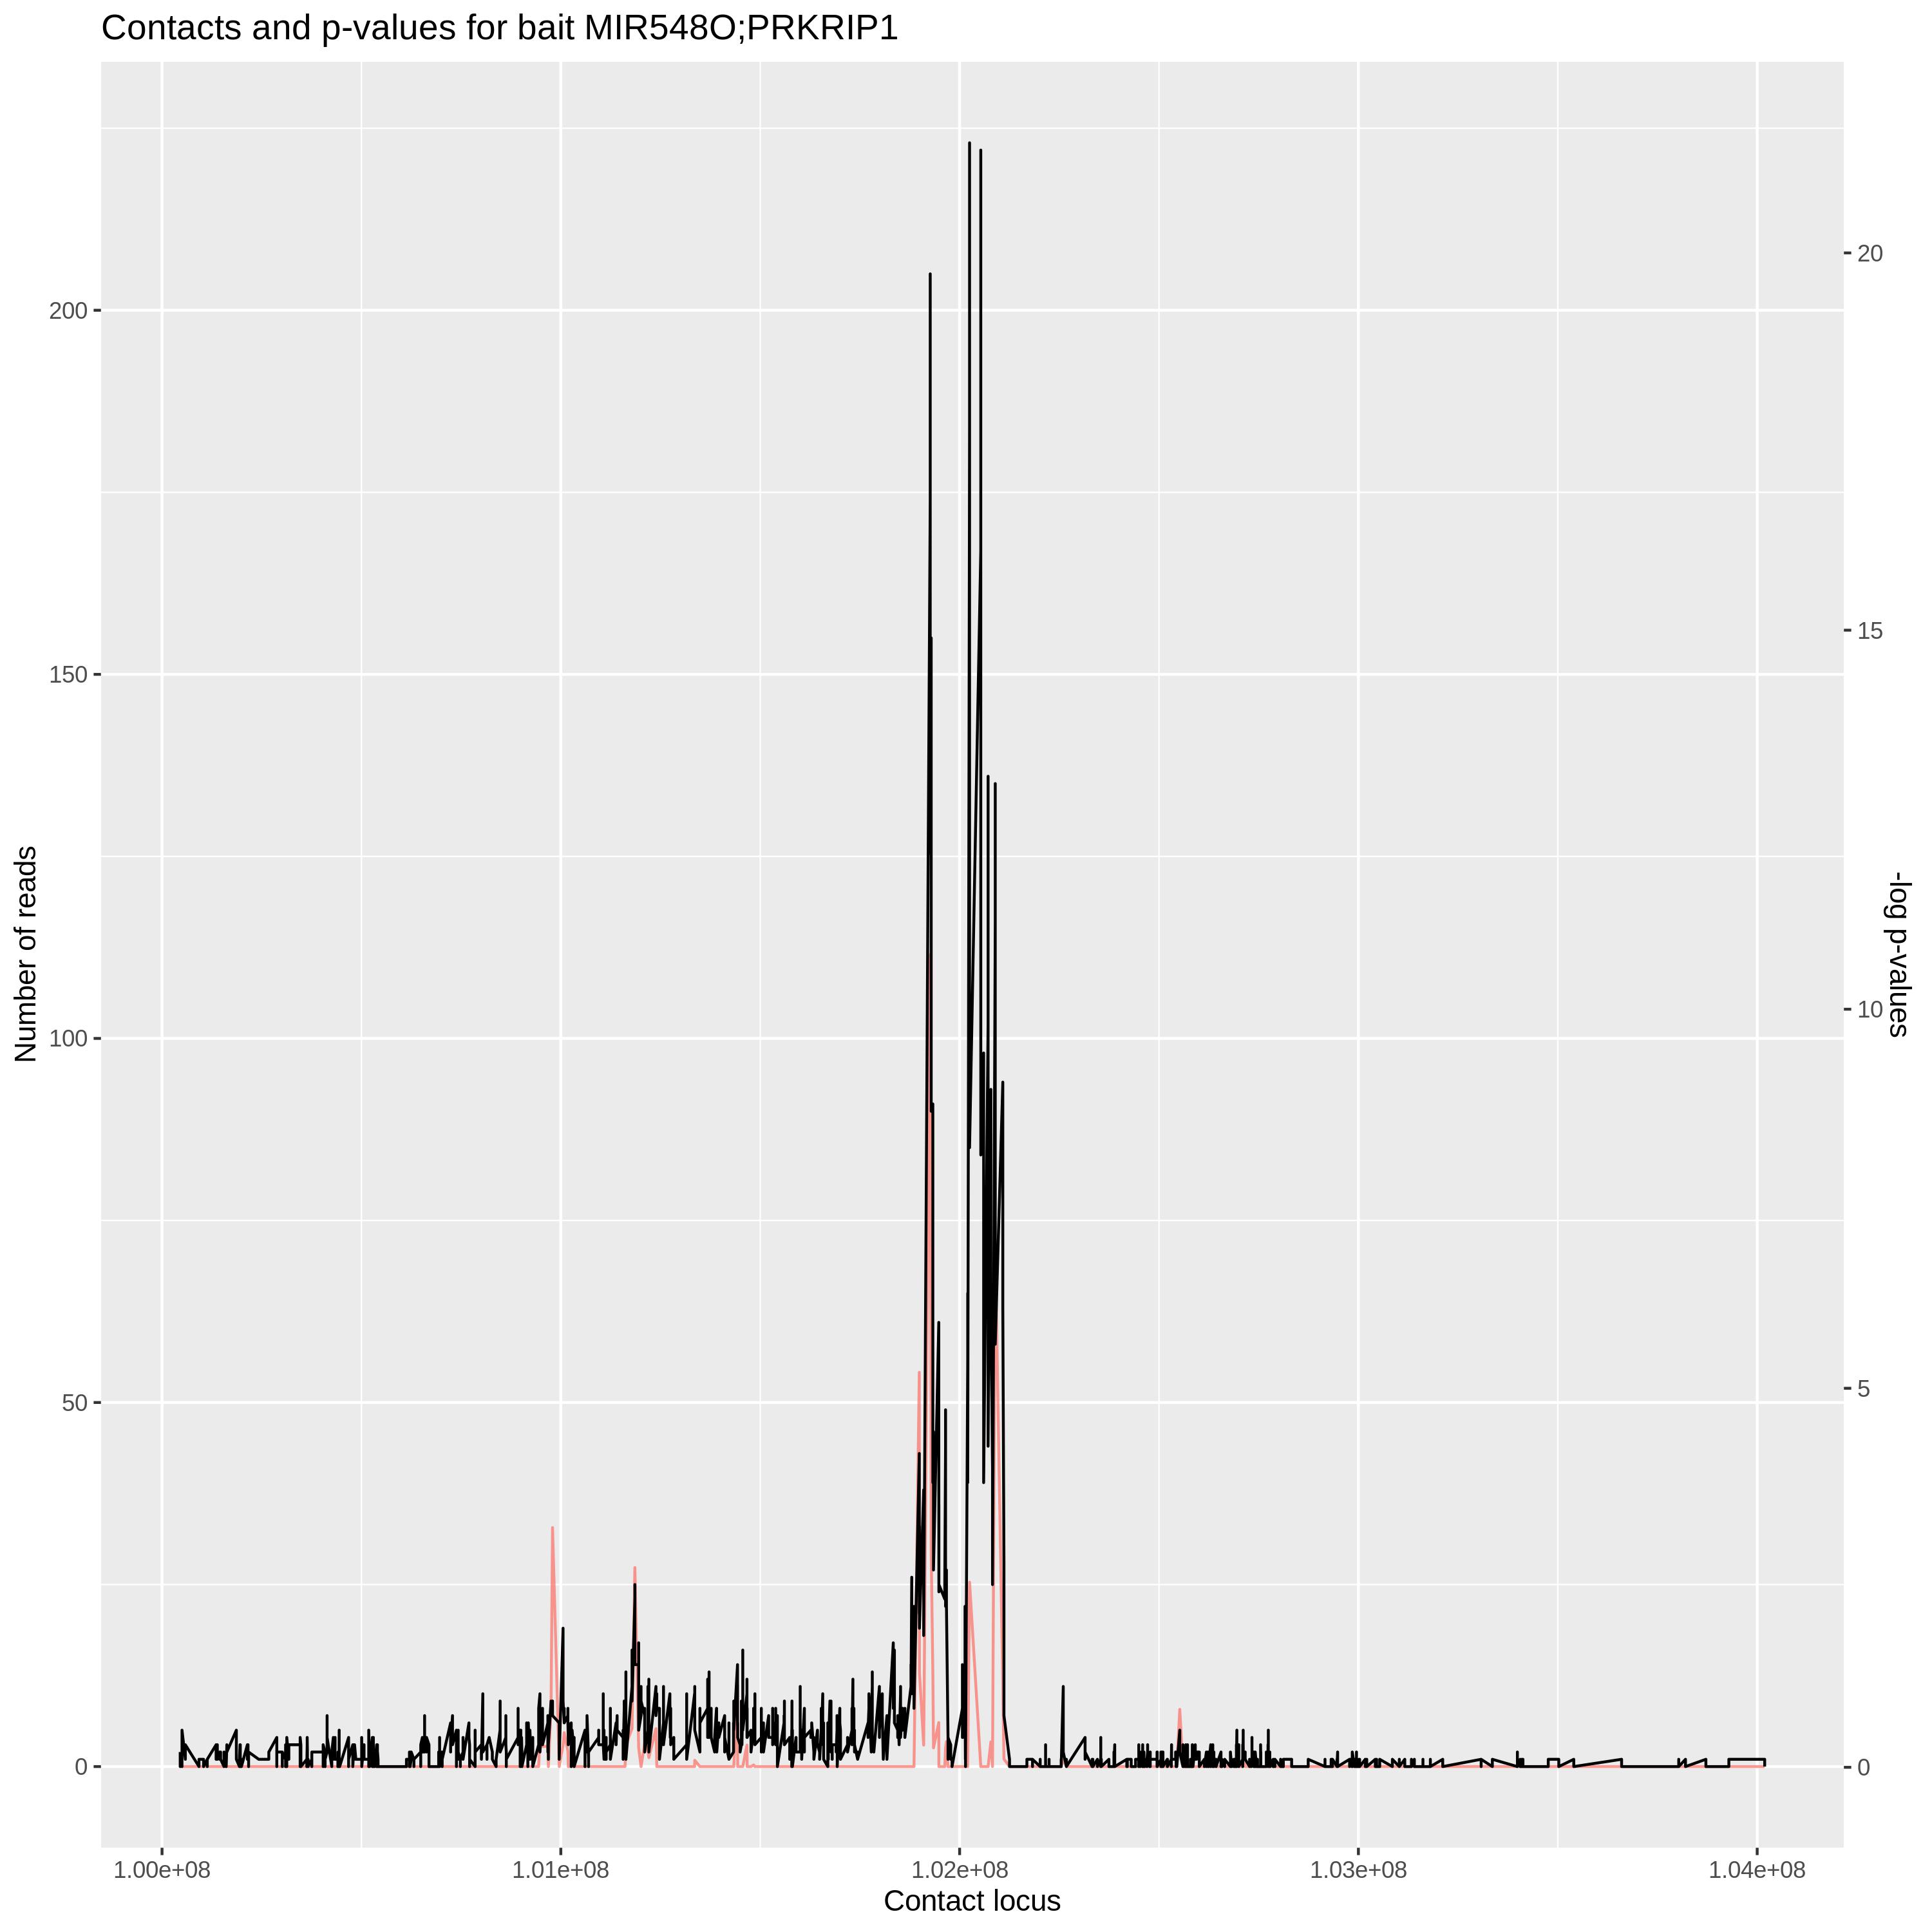 Contacts and p-values for bait MIR548O;PRKRIP1
Number of reads
200
150
100
50
0
20
15
10
5
0
-log p-values
1.00e+08
1.01e+08
1.02e+08
1.03e+08
1.04e+08
Contact locus